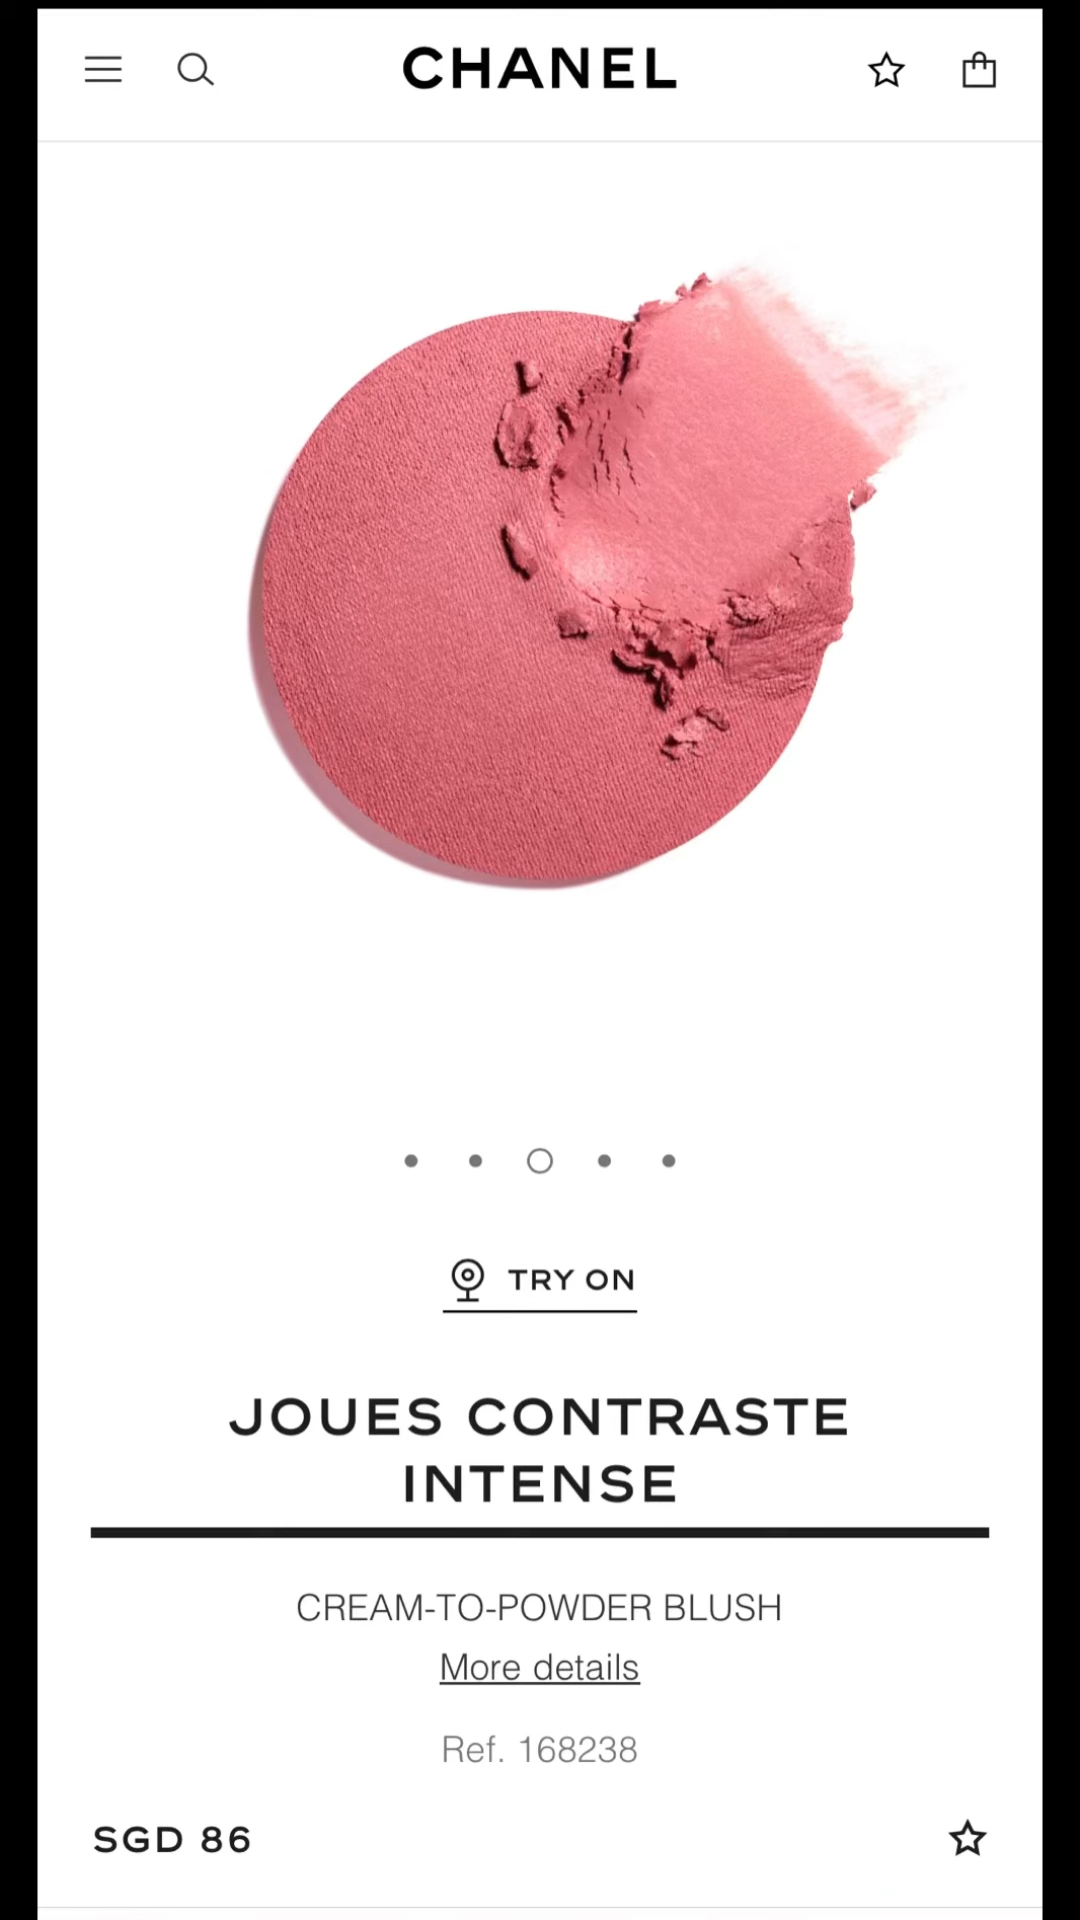 CHANEL
TRY ON
JOUES CONTRASTE
INTENSE
CREAM-TO-POWDER BLUSH
More details
Ref. 168238
SGD 86